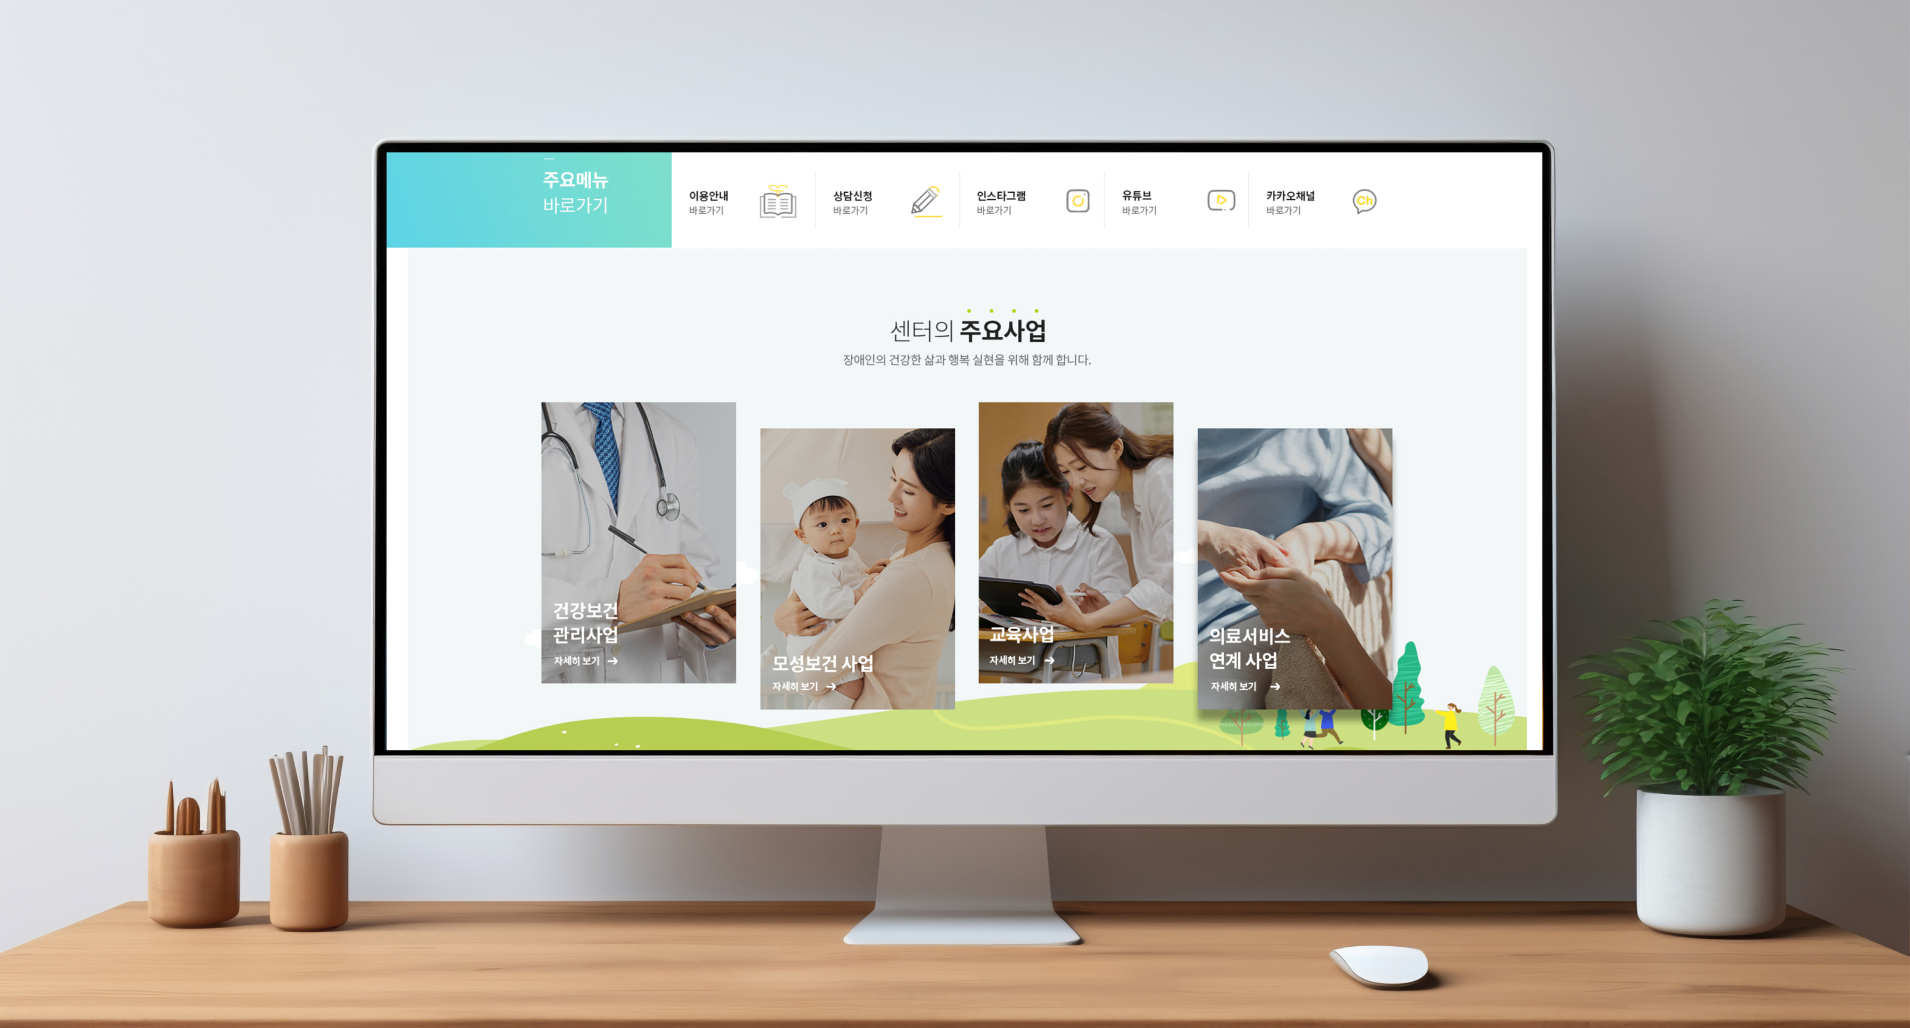 주요메뉴
바로가기
이용안내
바로가기
상담신청
바로가기
인스타그램
바로가기
유튜브
바로가기
카카오채널
바로가기
Ch
센터의 주요사업
장애인의 건강한 삶과 행복 실현을 위해 함께 합니다.
건강보건
관리사업
자세히 보기
모성보건 사업
자세히 보기
교육사업
자세히 보기
의료서비스
연계 사업
자세히 보기